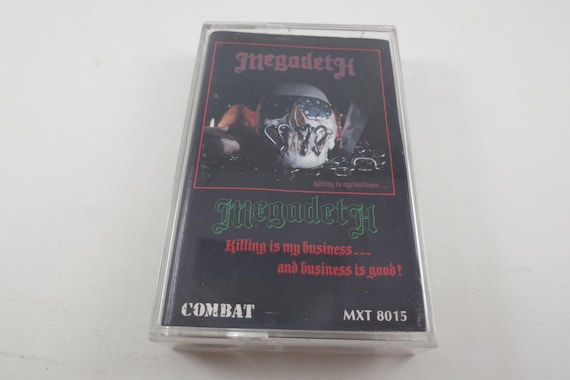 Megadeth
Killing is my business...
Megadeth
Killing is my business...
and business is good!
COMBAT MXT 8015